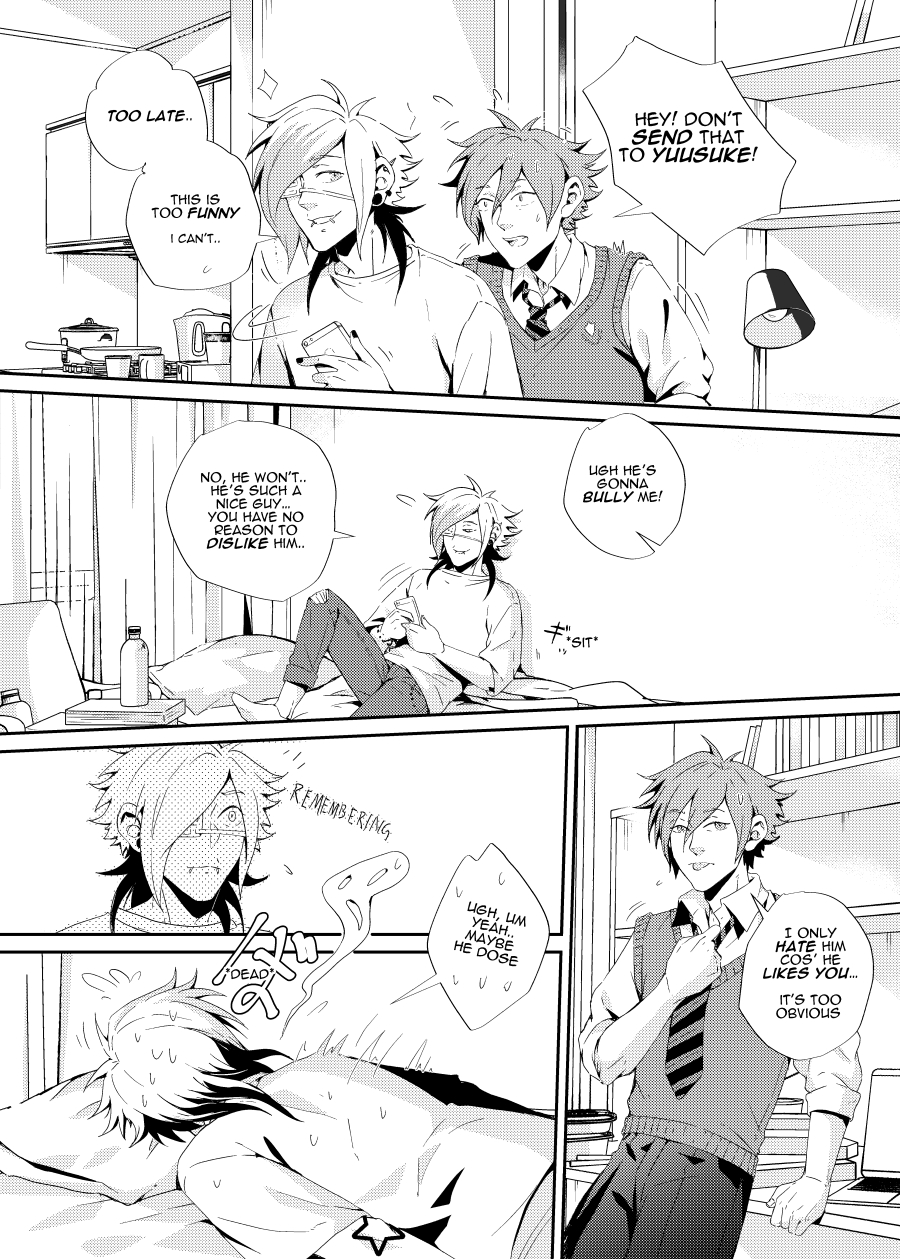 HEY! DON'T
SEND THAT
TO YUUSUKE!
TOO LATE..
THIS IS
TOO FUNNY
I CAN'T..
UGH HE'S
GONNA
BULLY ME!
NO, HE WON'T..
HE'S SUCH A
NICE GUY...
YOU HAVE NO
REASON TO
DISLIKE HIM..
ギ
*SIT*
I ONLY
HATE HIM
COS' HE
LIKES YOU...
IT'S TOO
OBVIOUS
REMEMBERING
UGH, UM
YEAH..
MAYBE
HE DOSE
*DEAD*